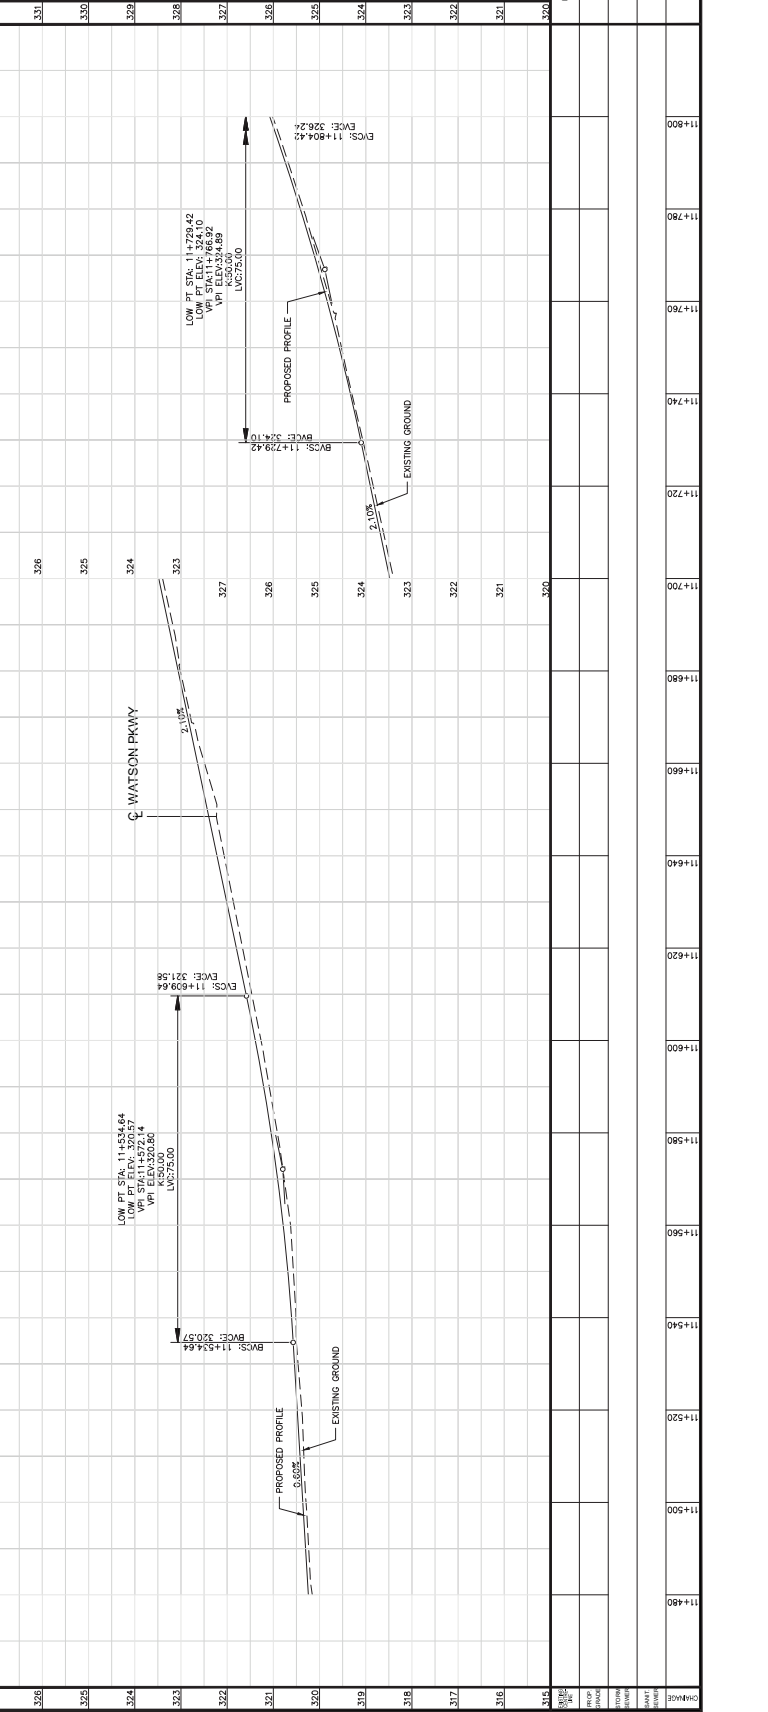 331
330
329
328
327
326
325
324
323
322
321
320
11+800
11+780
11+760
11+740
11+720
11+700
11+680
11+660
11+640
11+620
11+600
11+580
11+560
11+540
11+520
11+500
11+480
EVCS: 11+804.42
EVCE: 326.24
LOW PT STA: 11+729.42
LOW PT ELEV: 324.10
VPI STA:11+766.92
VPI ELEV:324.89
K:50.00
LVC:75.00
PROPOSED PROFILE
BVCS: 11+729.42
BVCE: 324.10
EXISTING GROUND
2.10%
326
325
324
323
327
326
325
324
323
322
321
320
2.10%
℄ WATSON PKWY
EVCS: 11+609.64
EVCE: 321.58
LOW PT STA: 11+534.64
LOW PT ELEV: 320.57
VPI STA:11+572.14
VPI ELEV:320.80
K:50.00
LVC:75.00
BVCS: 11+534.64
BVCE: 320.57
EXISTING GROUND
PROPOSED PROFILE
0.60%
326
325
324
323
322
321
320
319
318
317
316
315
PROP.
GRADE
STORM
SEWER
SANIT.
SEWER
CHAINAGE